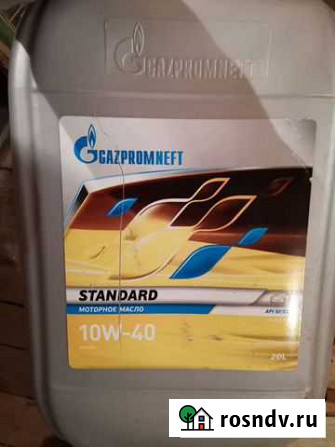 GAZPROMNEFT
GAZPROMNEFT
STANDARD
МОТОРНОЕ МАСЛО
10W-40
20L
rosndv.ru